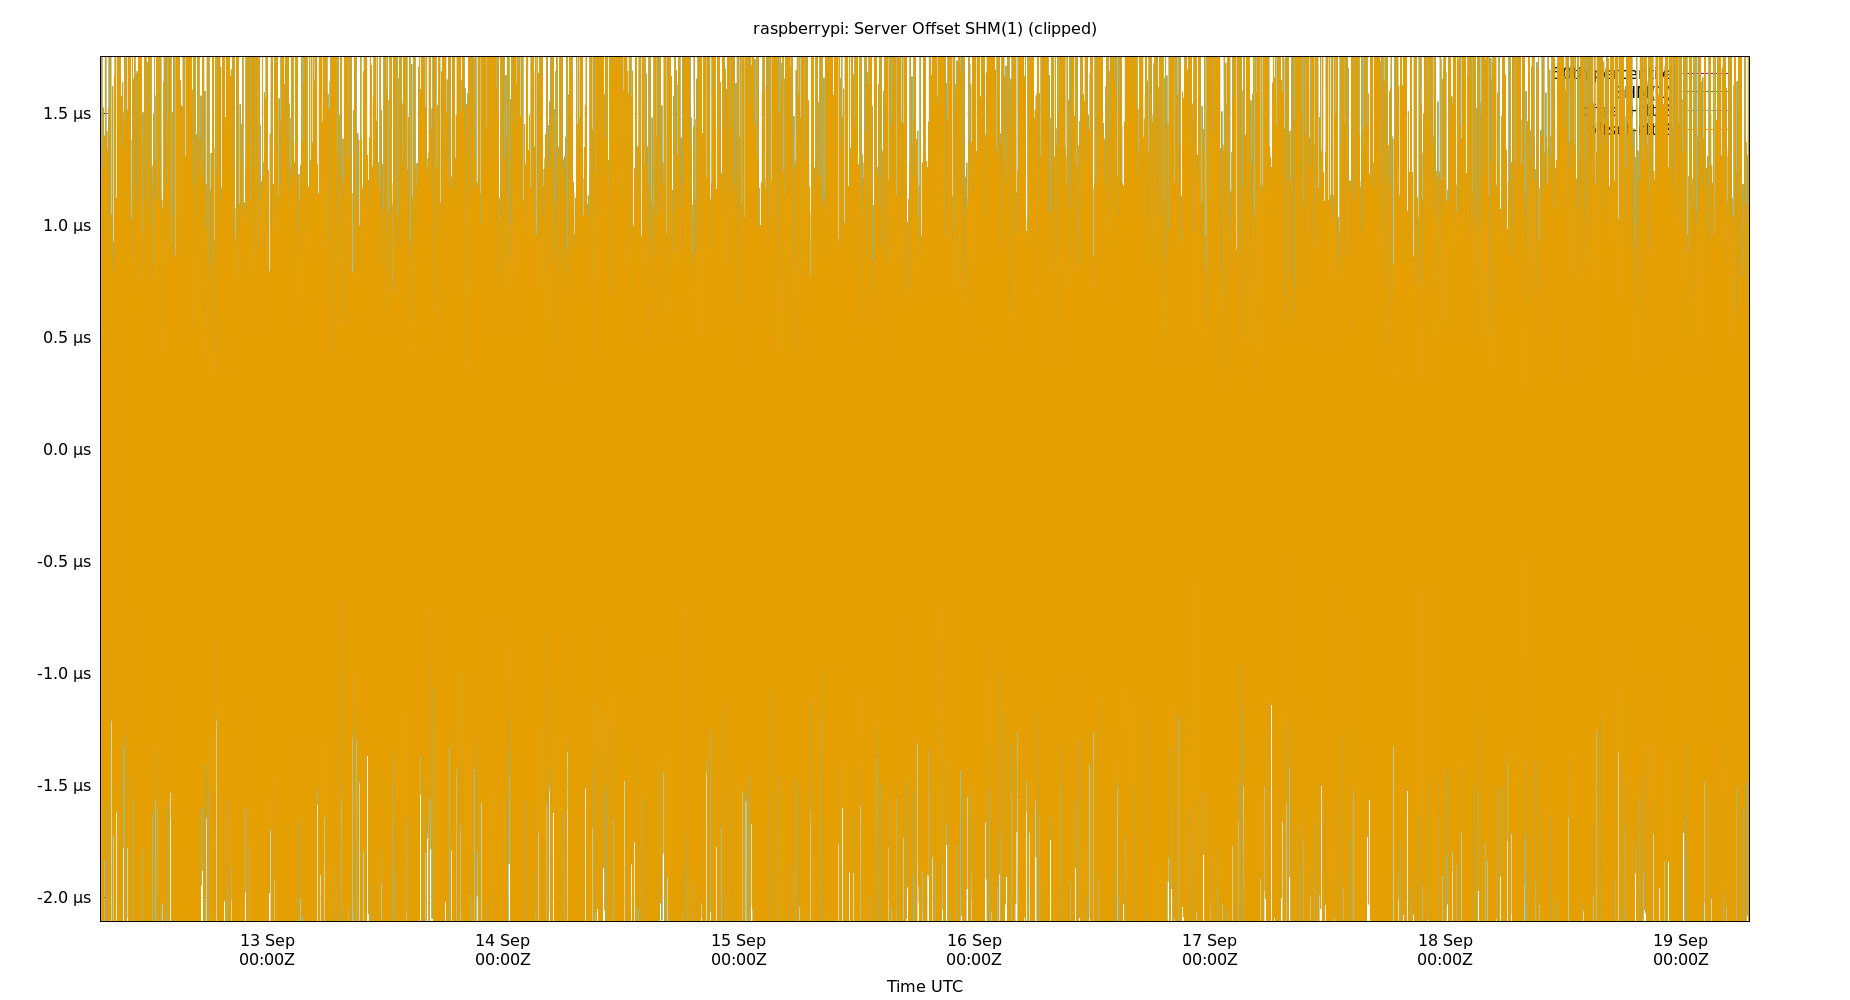 raspberrypi: Server Offset SHM(1) (clipped)
1.5 µs
1.0 µs
0.5 µs
0.0 µs
-0.5 µs
-1.0 µs
-1.5 µs
-2.0 µs
13 Sep 14 Sep 15 Sep 16 Sep 17 Sep 18 Sep 19 Sep
00:00Z 00:00Z 00:00Z 00:00Z 00:00Z 00:00Z 00:00Z
Time UTC